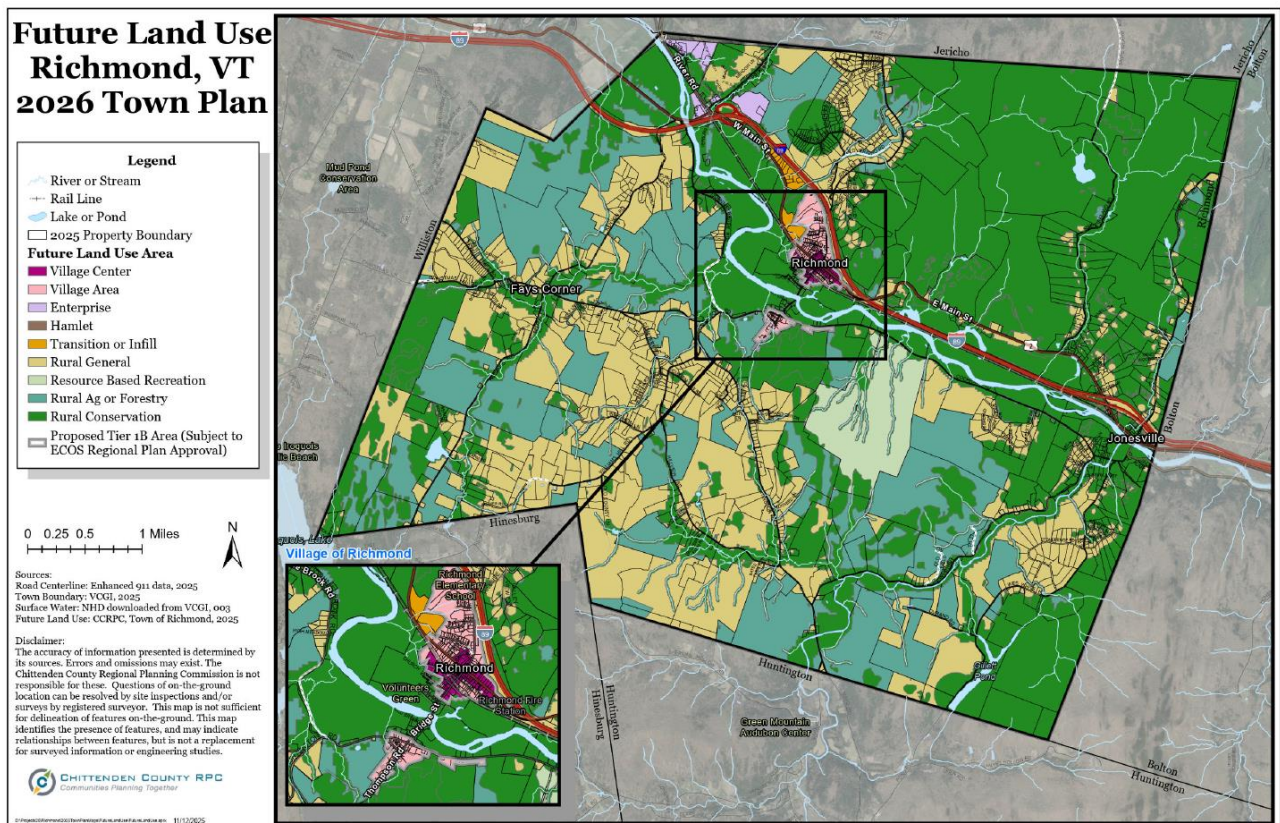 Future Land Use
Richmond, VT
2026 Town Plan
Legend
River or Stream
Rail Line
Lake or Pond
2025 Property Boundary
Future Land Use Area
Village Center
Village Area
Enterprise
Hamlet
Transition or Infill
Rural General
Resource Based Recreation
Rural Ag or Forestry
Rural Conservation
Proposed Tier 1B Area (Subject to
ECOS Regional Plan Approval)
0 0.25 0.5 1 Miles
N
Sources:
Road Centerline: Enhanced 911 data, 2025
Town Boundary: VCGI, 2025
Surface Water: NHD downloaded from VCGI, 003
Future Land Use: CCRPC, Town of Richmond, 2025
Disclaimer:
The accuracy of information presented is determined by
its sources. Errors and omissions may exist. The
Chittenden County Regional Planning Commission is not
responsible for these. Questions of on-the-ground
location can be resolved by site inspections and/or
surveys by registered surveyor. This map is not sufficient
for delineation of features on-the-ground. This map
identifies the presence of features, and may indicate
relationships between features, but is not a replacement
for surveyed information or engineering studies.
CHITTENDEN COUNTY RPC
Communities Planning Together
11/12/2025
2
89
Jericho
Jericho
Bolton
River Rd
W Main St
89
Mud Pond
Conservation
Area
Williston
Richmond
Richmond
Fays Corner
E Main St
89
2
Bolton
Jonesville
Hinesburg
Huntington
Gillett
Pond
Huntington
Hinesburg
Green Mountain
Audubon Center
Bolton
Huntington
Village of Richmond
Brook Rd
Richmond
Elementary
School
89
Richmond
Volunteers
Green
Richmond Fire
Station
Bridge St
Thompson Rd